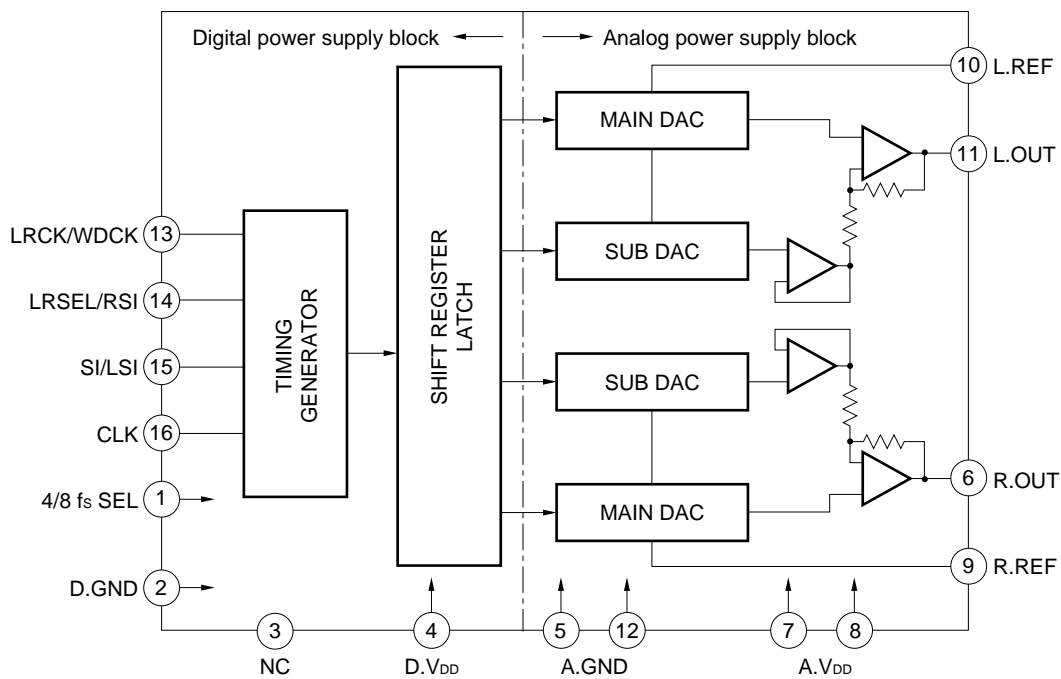 Digital power supply block
Analog power supply block
10 L.REF
MAIN DAC
11 L.OUT
LRCK/WDCK 13
SUB DAC
LRSEL/RSI 14
TIMING
GENERATOR
SHIFT REGISTER
LATCH
SI/LSI 15
SUB DAC
CLK 16
4/8 fs SEL 1
6 R.OUT
MAIN DAC
D.GND 2
9 R.REF
3
4
5
12
7
8
NC
D.VDD
A.GND
A.VDD